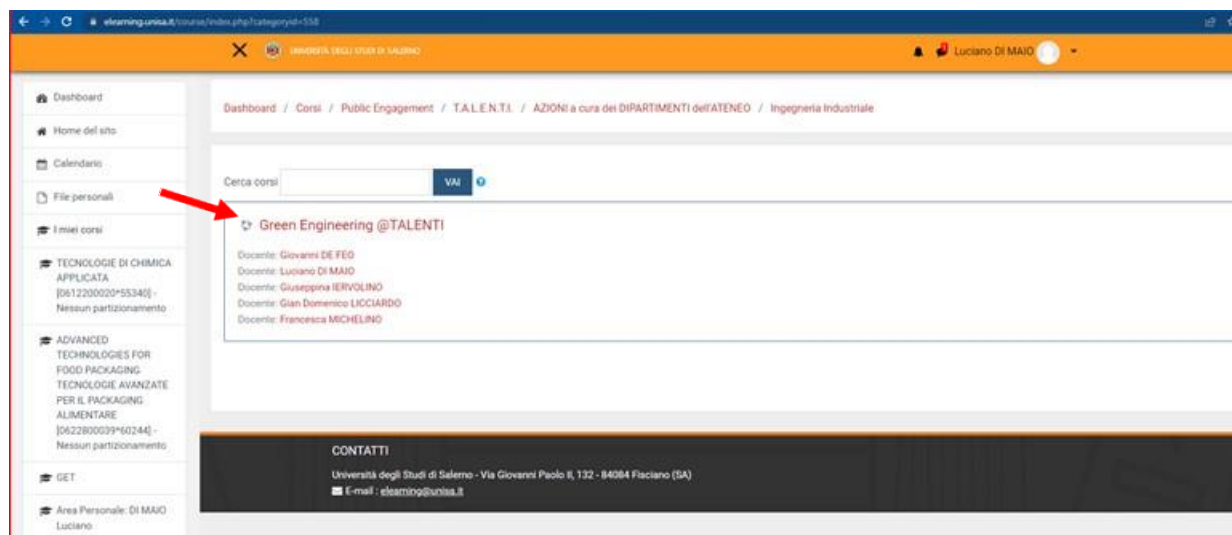 elearning.unisa.it/course/index.php?categoryid=558
UNIVERSITÀ DEGLI STUDI DI SALERNO
Luciano DI MAIO
Dashboard
Home del sito
Calendario
File personali
I miei corsi
TECNOLOGIE DI CHIMICA
APPLICATA
[0612200020*55340] -
Nessun partizionamento
ADVANCED
TECHNOLOGIES FOR
FOOD PACKAGING
TECNOLOGIE AVANZATE
PER IL PACKAGING
ALIMENTARE
[0622800039*60244] -
Nessun partizionamento
GET
Area Personale: DI MAIO
Luciano
Dashboard / Corsi / Public Engagement / T.A.L.E.N.T.I. / AZIONI a cura dei DIPARTIMENTI dell'ATENEO / Ingegneria Industriale
Cerca corsi
VAI
Green Engineering @TALENTI
Docente: Giovanni DE FEO
Docente: Luciano DI MAIO
Docente: Giuseppina IERVOLINO
Docente: Gian Domenico LICCIARDO
Docente: Francesca MICHELINO
CONTATTI
Università degli Studi di Salerno - Via Giovanni Paolo II, 132 - 84084 Fisciano (SA)
E-mail : elearning@unisa.it